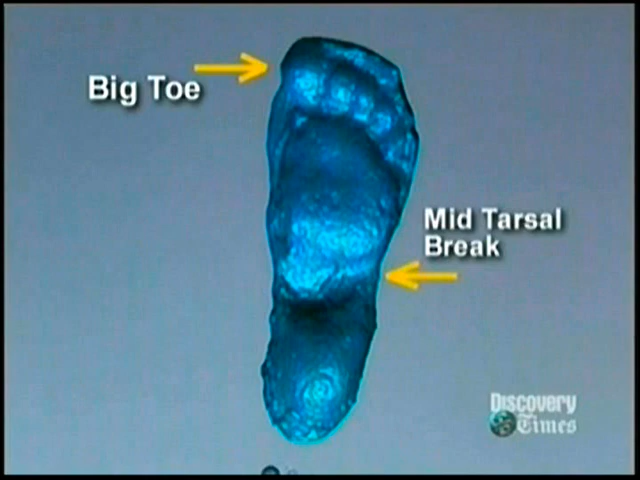 Big Toe
Mid Tarsal
Break
Discovery
Times